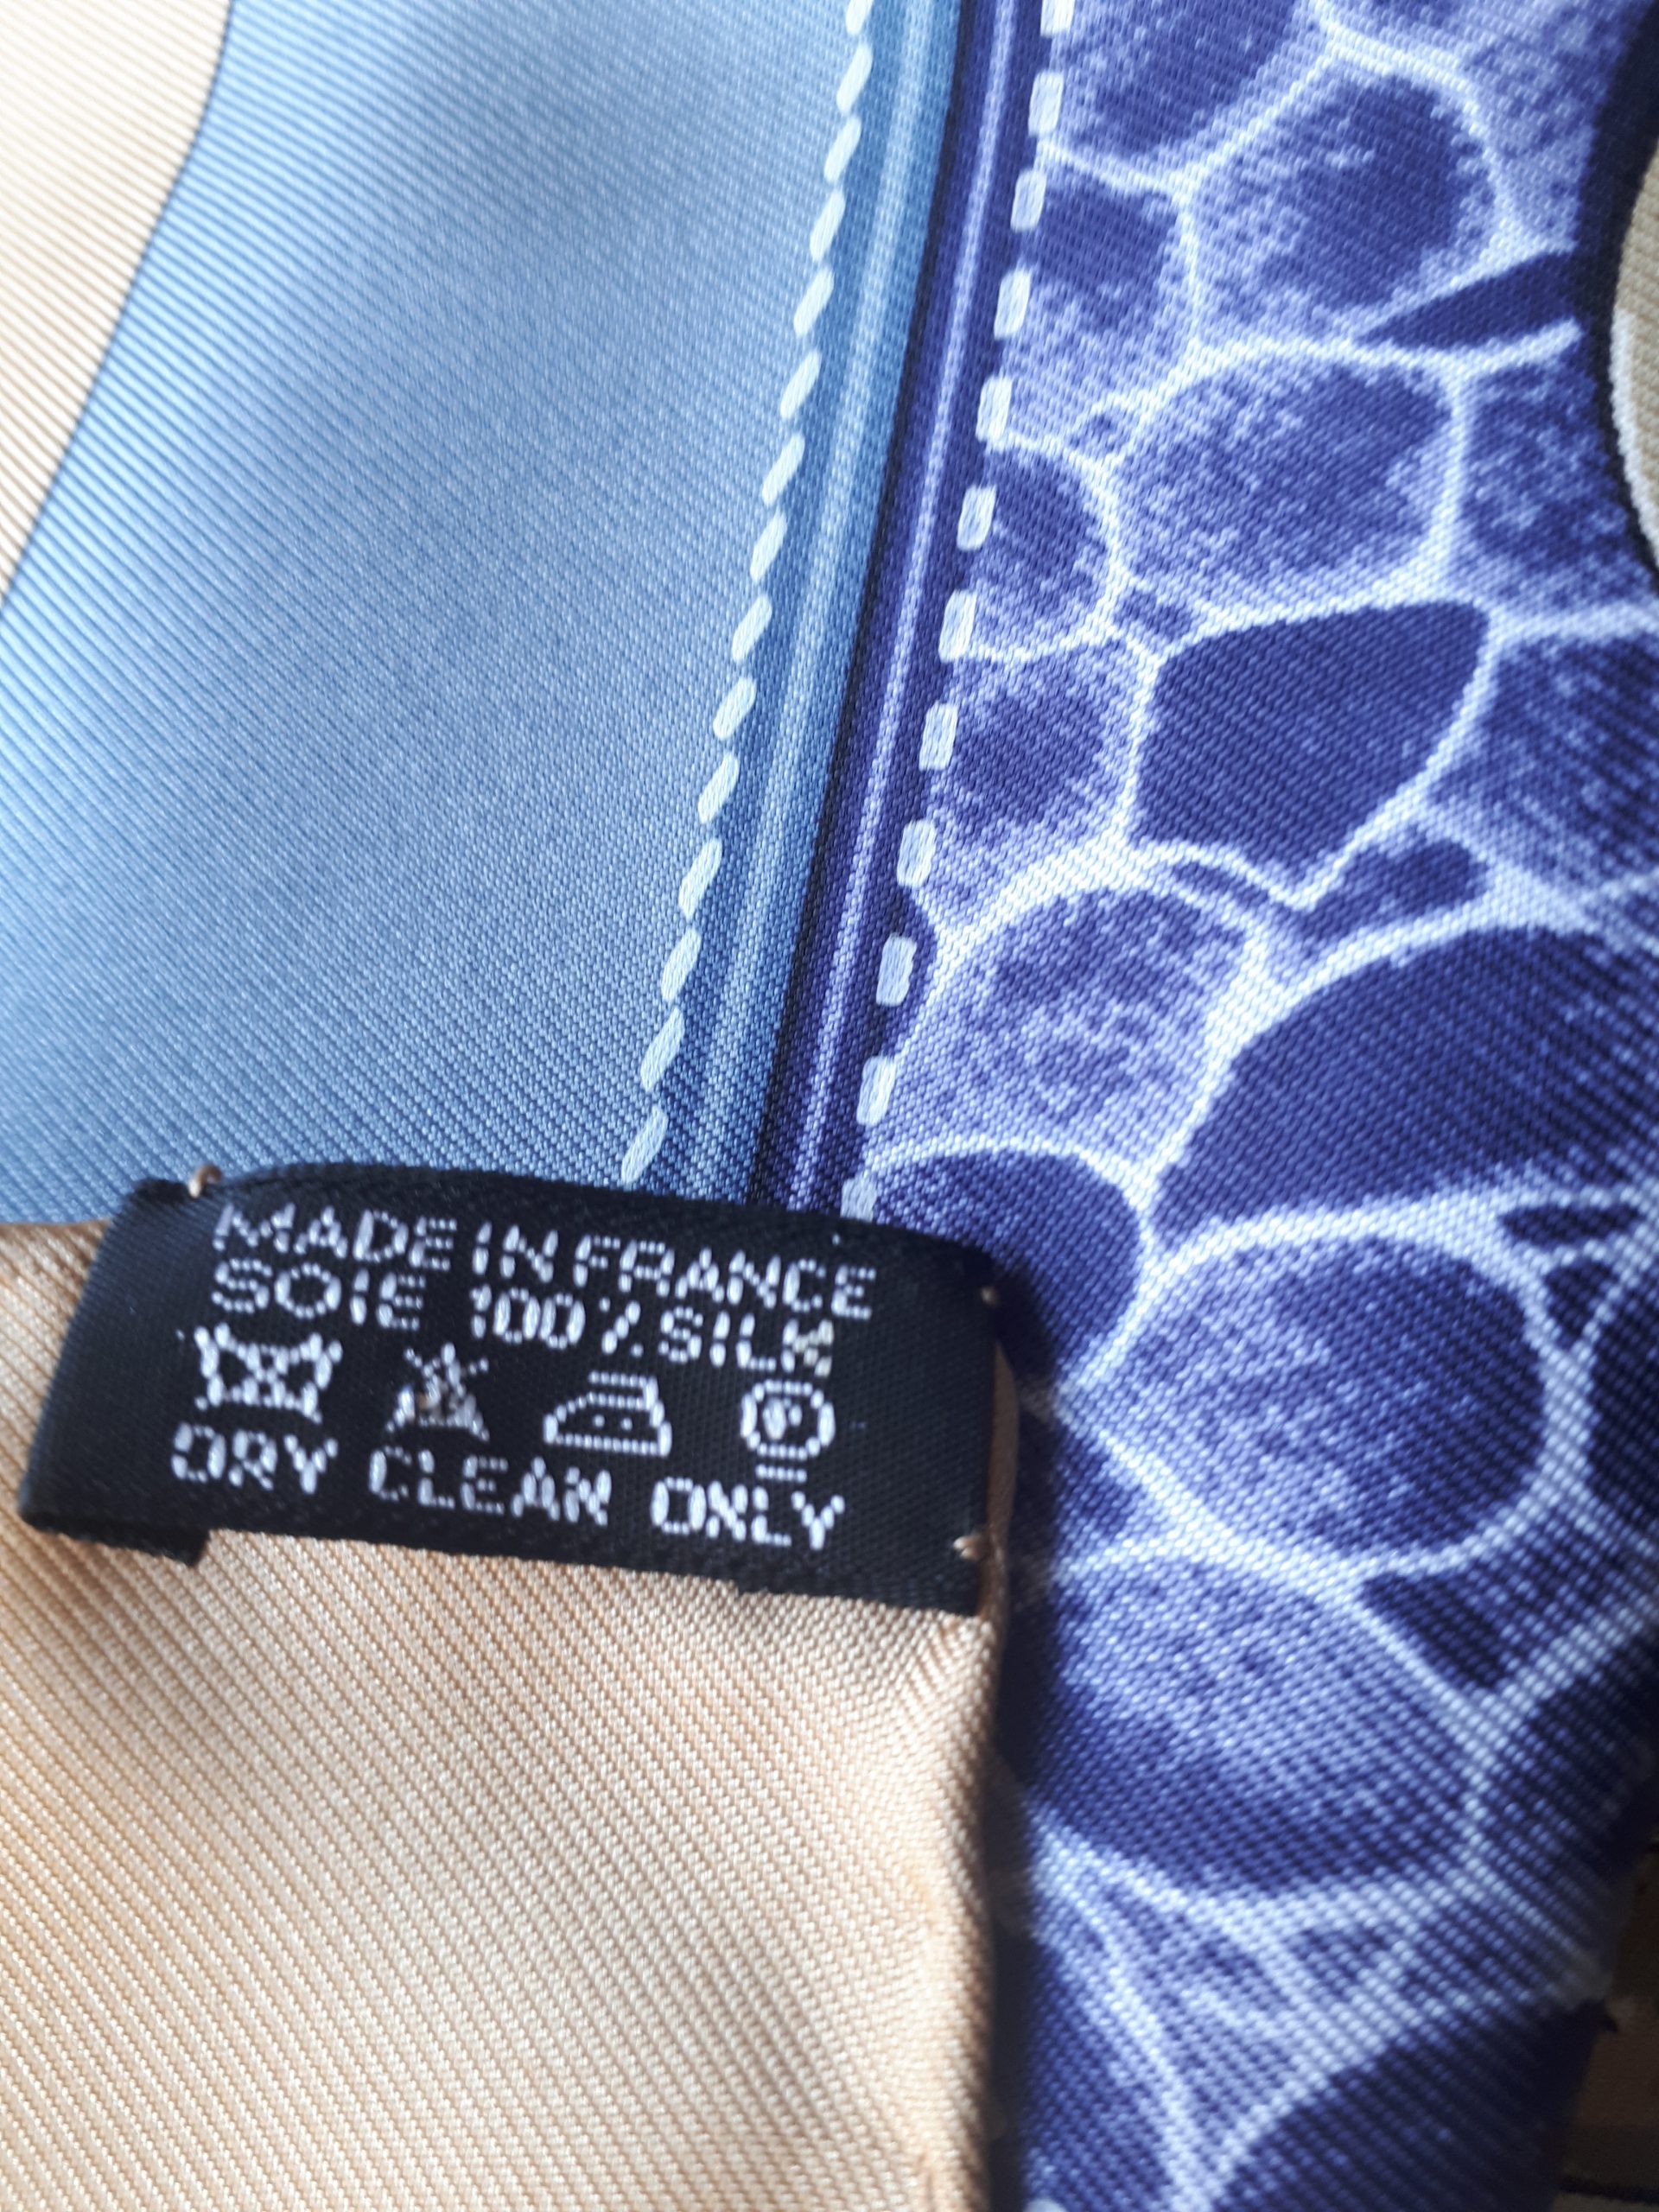 MADE IN FRANCE
SOIE 100% SILK
P
DRY CLEAN ONLY